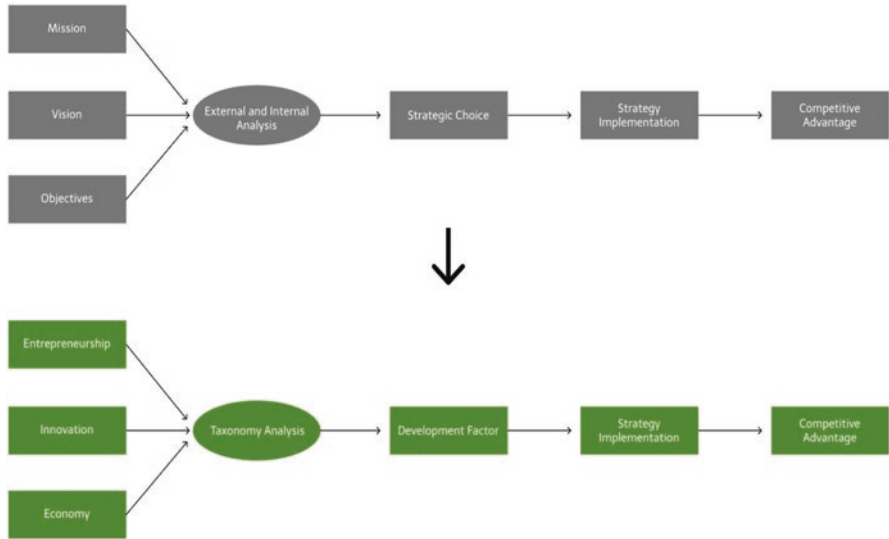 Mission
Vision
Objectives
External and Internal
Analysis
Strategic Choice
Strategy
Implementation
Competitive
Advantage
Entrepreneurship
Innovation
Economy
Taxonomy Analysis
Development Factor
Strategy
Implementation
Competitive
Advantage